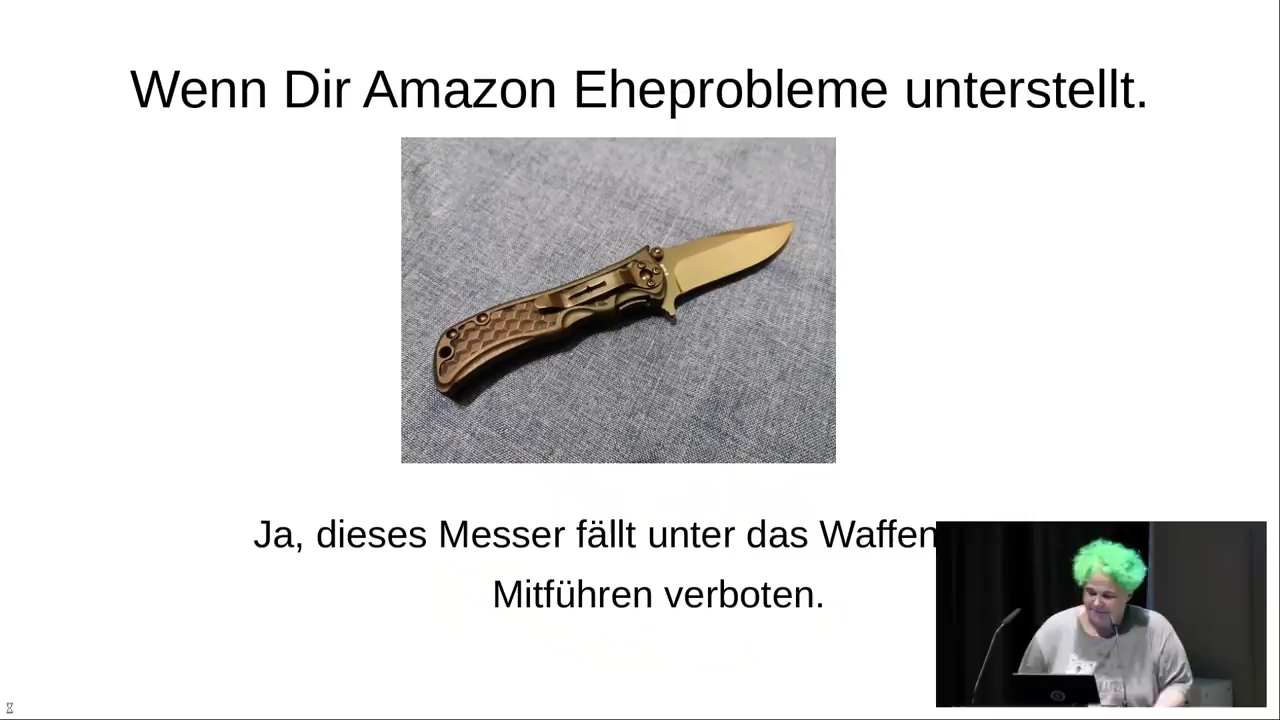 Wenn Dir Amazon Eheprobleme unterstellt.
Ja, dieses Messer fällt unter das Waffen
Mitführen verboten.